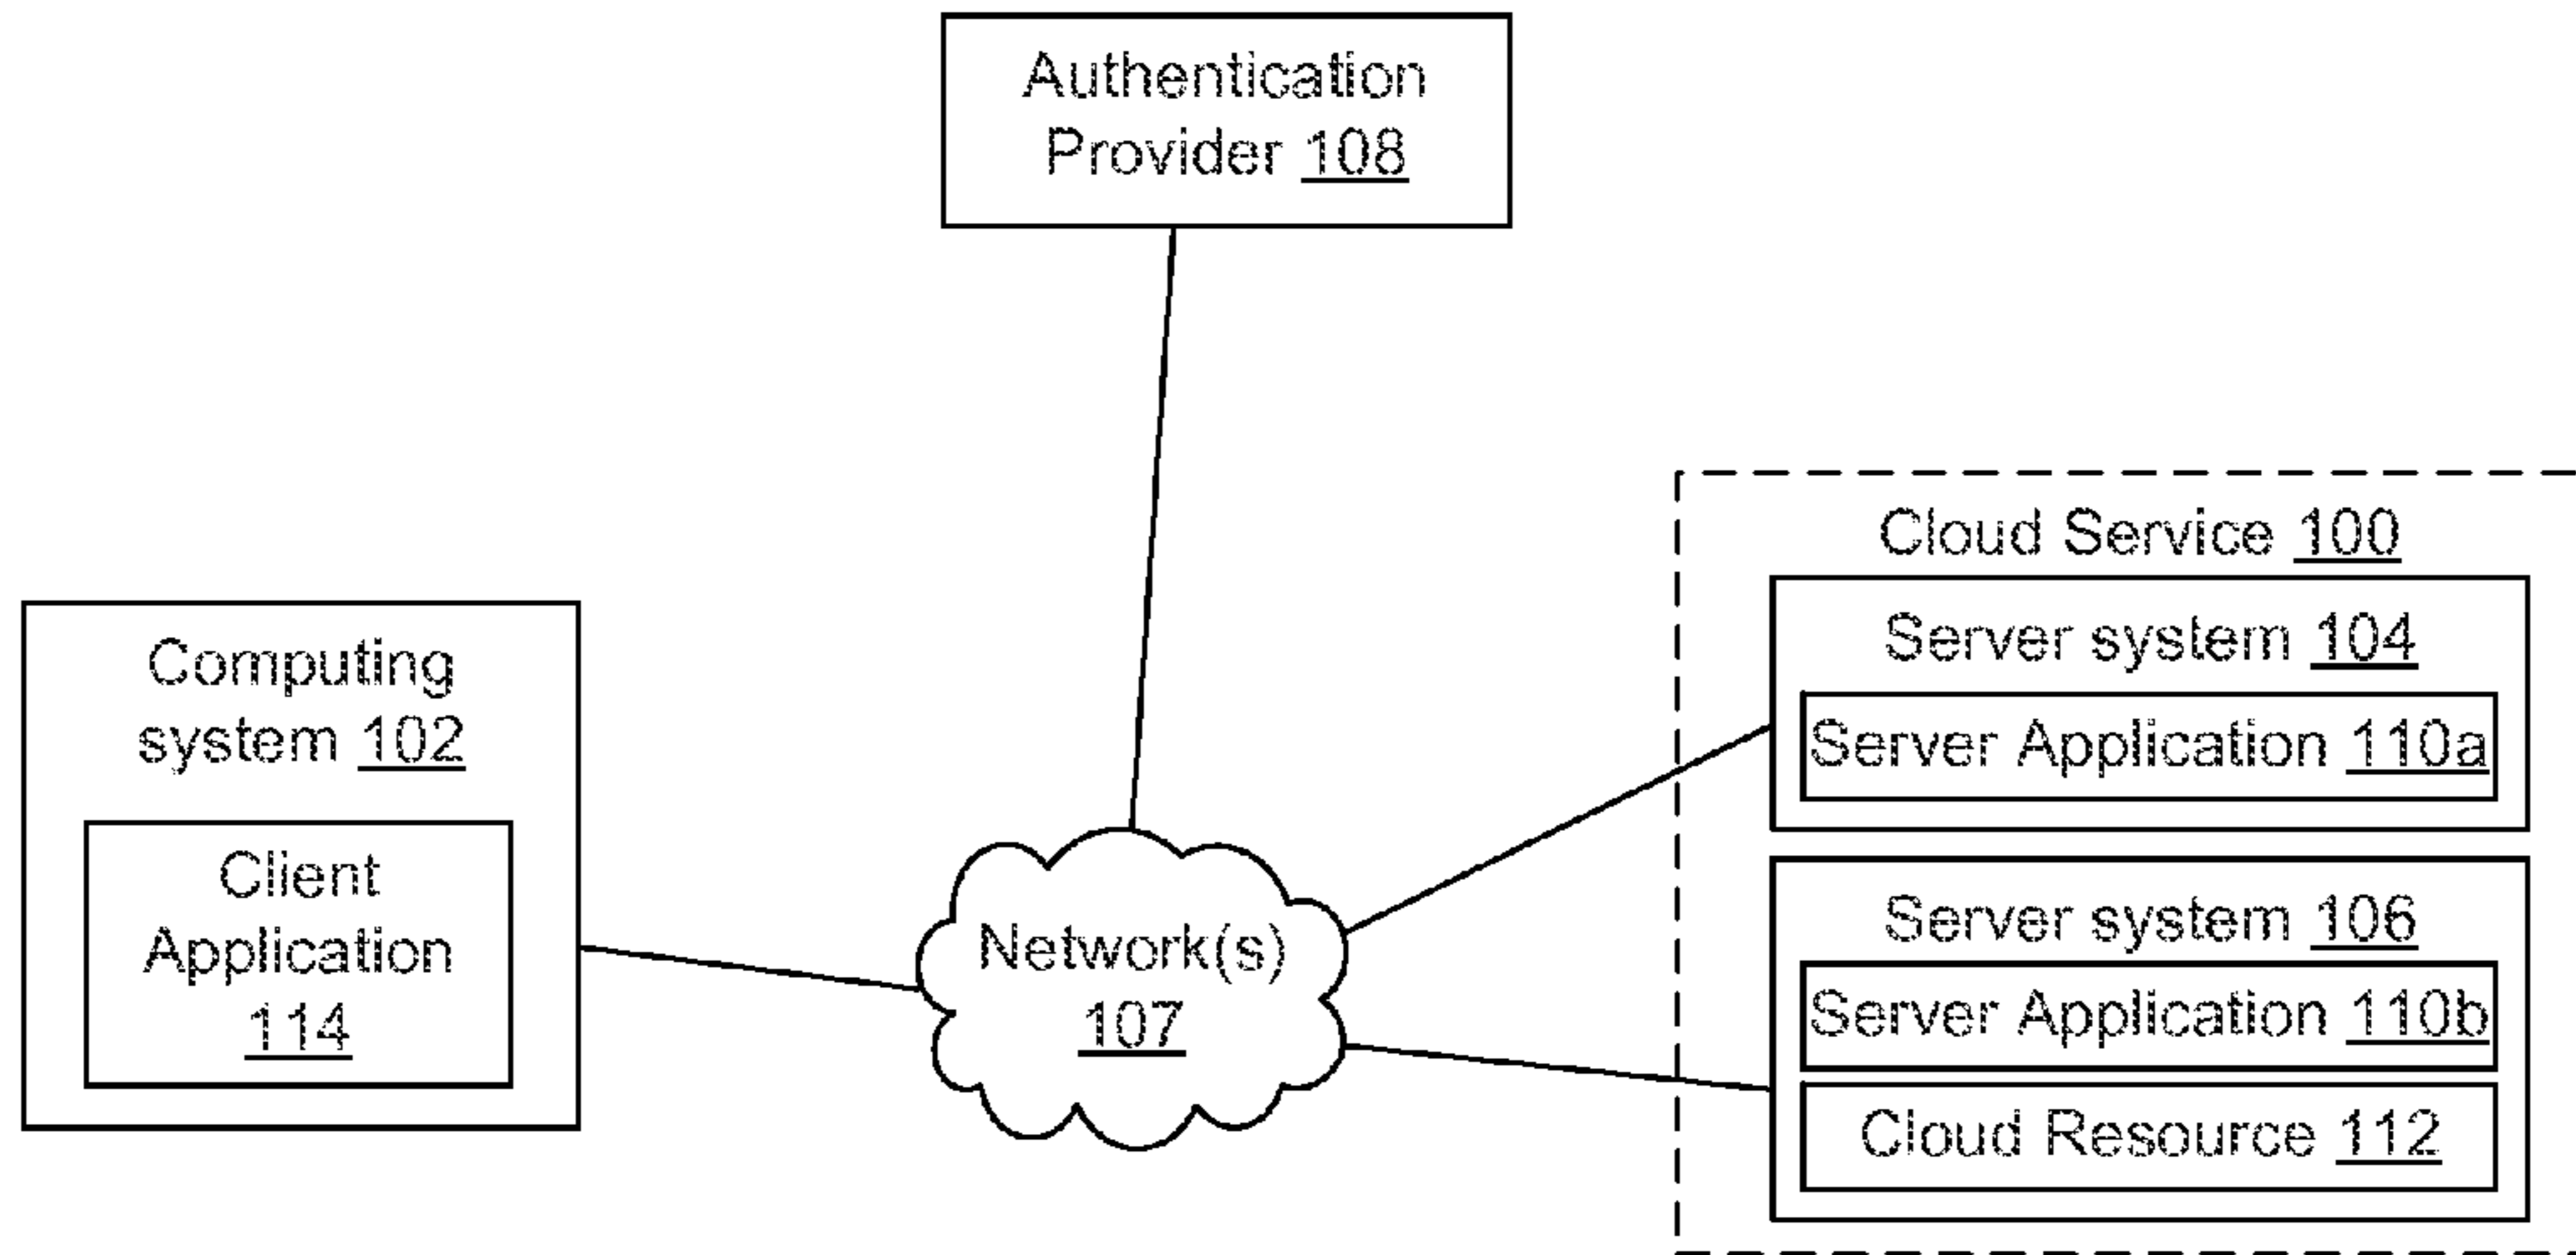 Authentication
Provider 108
Cloud Service 100
Server system 104
Server Application 110a
Computing
system 102
Client
Application
114
Network(s)
107
Server system 106
Server Application 110b
Cloud Resource 112